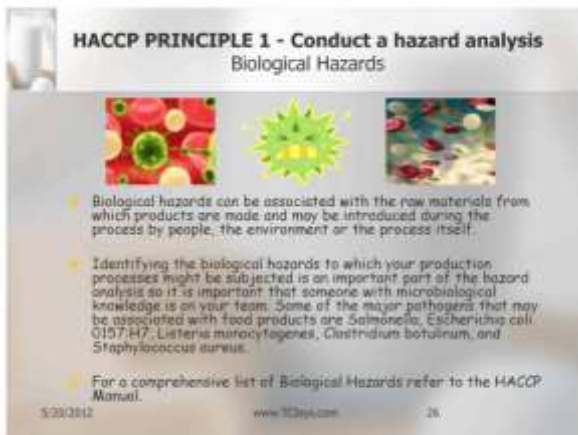 HACCP PRINCIPLE 1 - Conduct a hazard analysis
Biological Hazards
Biological hazards can be associated with the raw materials from
which products are made and may be introduced during the
process by people, the environment or the process itself.
Identifying the biological hazards to which your production
processes might be subjected is an important part of the hazard
analysis so it is important that someone with microbiological
knowledge is on your team. Some of the major pathogens that may
be associated with food products are Salmonella, Escherichia coli
0157:H7, Listeria monocytogenes, Clostridium botulinum, and
Staphylococcus aureus.
For a comprehensive list of Biological Hazards refer to the HACCP
Manual.
5/20/2012 26